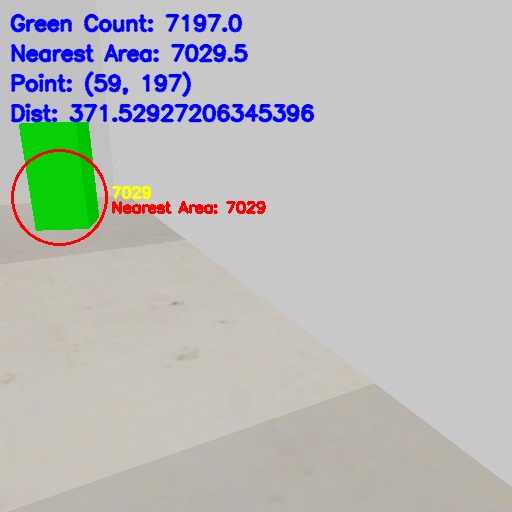 Green Count: 7197.0
Nearest Area: 7029.5
Point: (59, 197)
Dist: 371.52927206345396
7029
Nearest Area: 7029